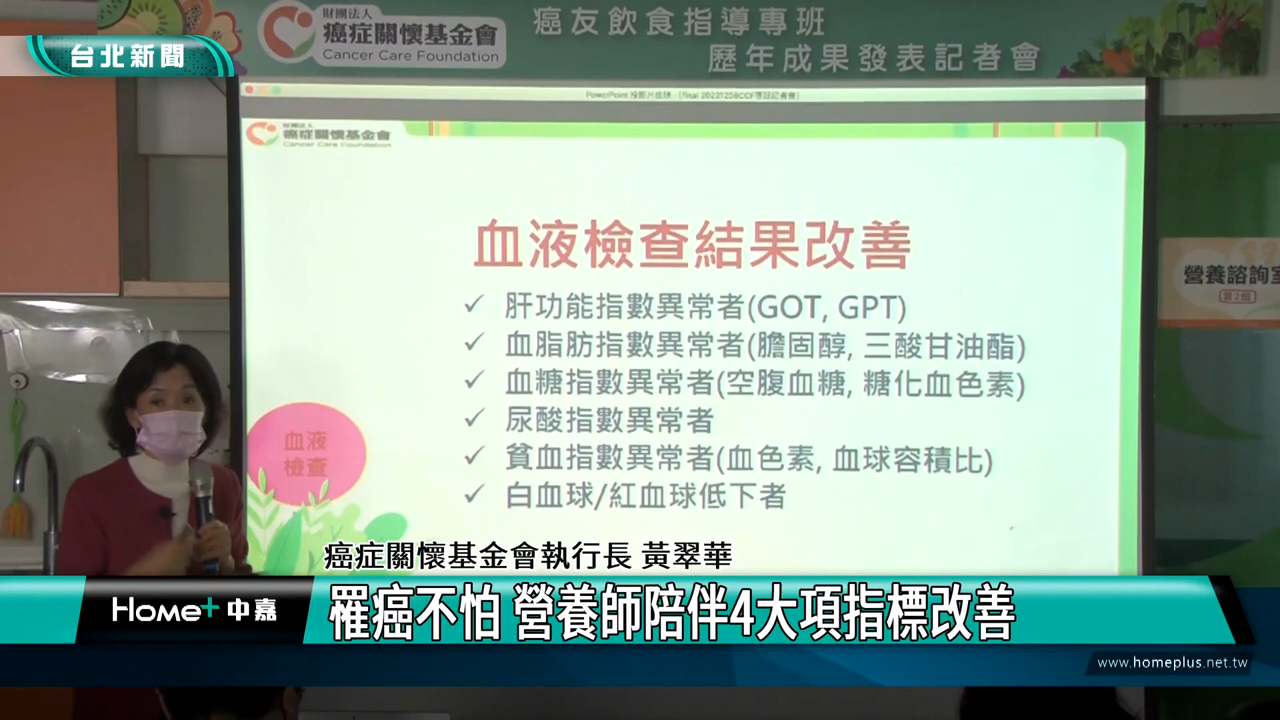 財團法人
癌症關懷基金會
Cancer Care Foundation
癌友飲食指導專班
歷年成果發表記者會
台北新聞
財團法人
癌症關懷基金會
Cancer Care Foundation
血液檢查結果改善
✓ 肝功能指數異常者(GOT, GPT)
✓ 血脂肪指數異常者(膽固醇, 三酸甘油酯)
✓ 血糖指數異常者(空腹血糖, 糖化血色素)
✓ 尿酸指數異常者
✓ 貧血指數異常者(血色素, 血球容積比)
✓ 白血球/紅血球低下者
血液
檢查
營養諮詢室
第2組
癌症關懷基金會執行長 黃翠華
Home+中嘉
罹癌不怕 營養師陪伴4大項指標改善
www.homeplus.net.tw